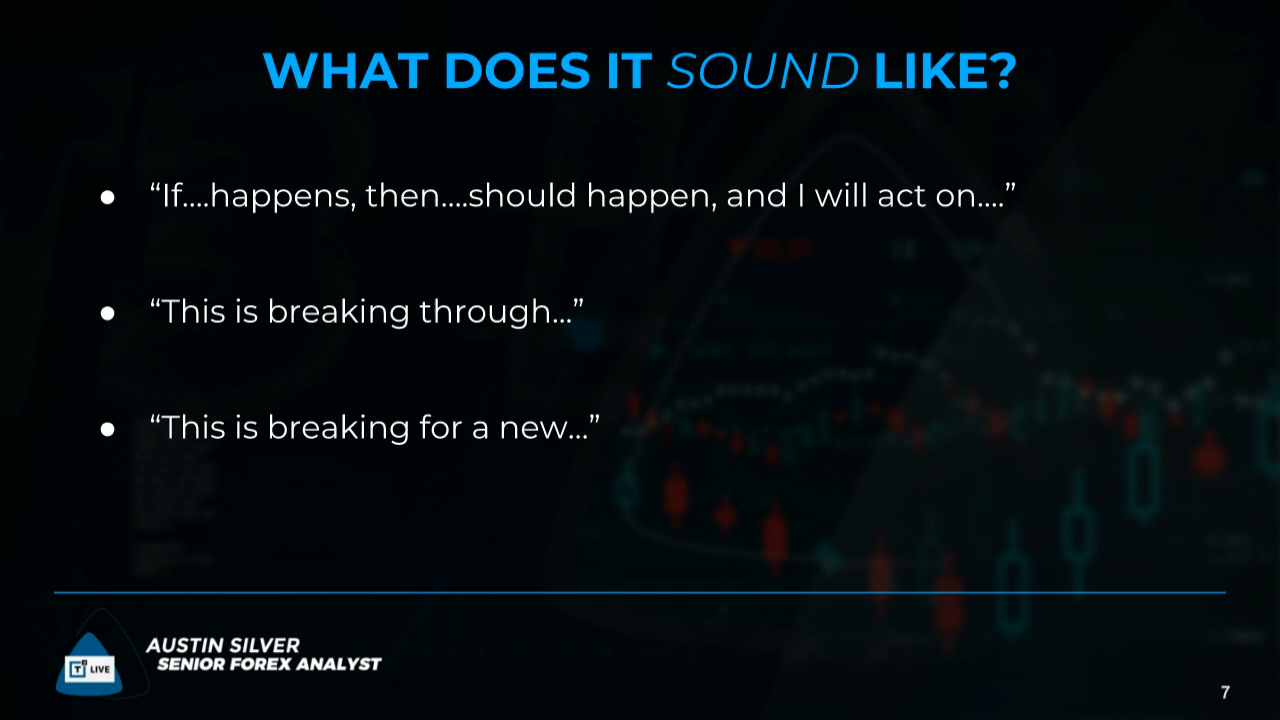 WHAT DOES IT SOUND LIKE?
● “If....happens, then....should happen, and I will act on....”
● “This is breaking through...”
● “This is breaking for a new...”
AUSTIN SILVER
SENIOR FOREX ANALYST
T3 LIVE
7